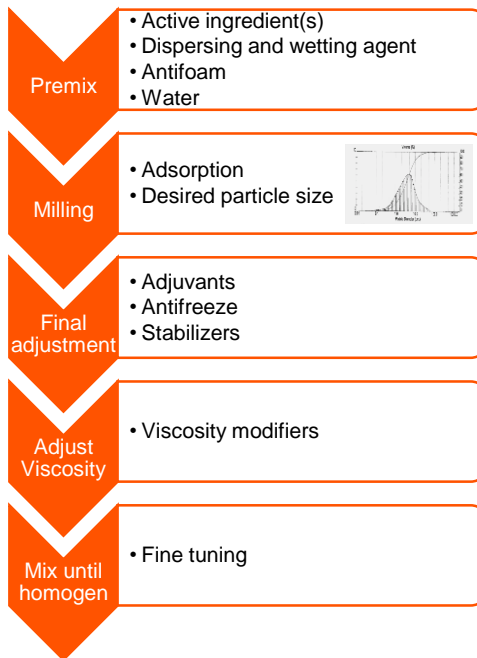 Premix
• Active ingredient(s)
• Dispersing and wetting agent
• Antifoam
• Water
Milling
• Adsorption
• Desired particle size
Final
adjustment
• Adjuvants
• Antifreeze
• Stabilizers
Adjust
Viscosity
• Viscosity modifiers
Mix until
homogen
• Fine tuning